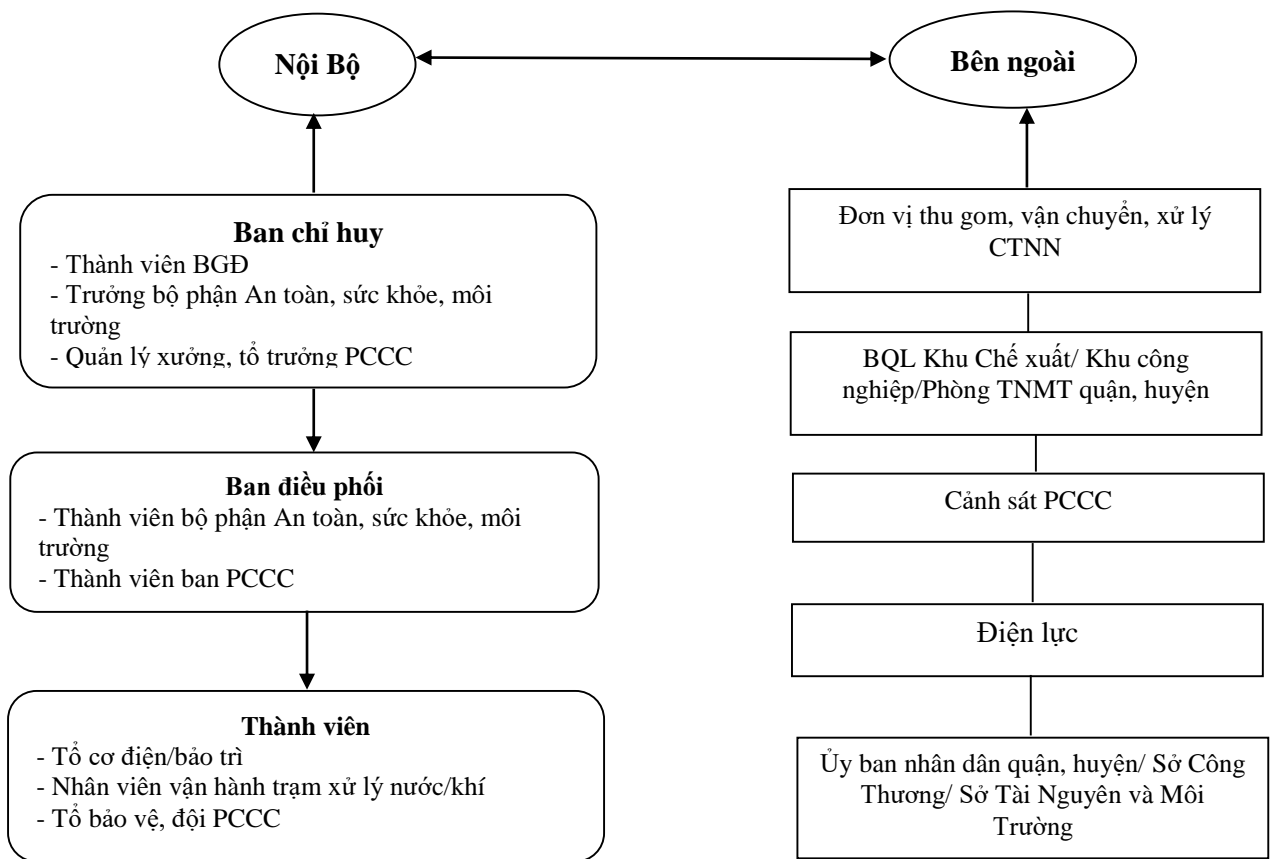 Nội Bộ
Bên ngoài
Ban chỉ huy
- Thành viên BGĐ
- Trưởng bộ phận An toàn, sức khỏe, môi
trường
- Quản lý xưởng, tổ trưởng PCCC
Ban điều phối
- Thành viên bộ phận An toàn, sức khỏe, môi
trường
- Thành viên ban PCCC
Thành viên
- Tổ cơ điện/bảo trì
- Nhân viên vận hành trạm xử lý nước/khí
- Tổ bảo vệ, đội PCCC
Đơn vị thu gom, vận chuyển, xử lý
CTNN
BQL Khu Chế xuất/ Khu công
nghiệp/Phòng TNMT quận, huyện
Cảnh sát PCCC
Điện lực
Ủy ban nhân dân quận, huyện/ Sở Công
Thương/ Sở Tài Nguyên và Môi
Trường